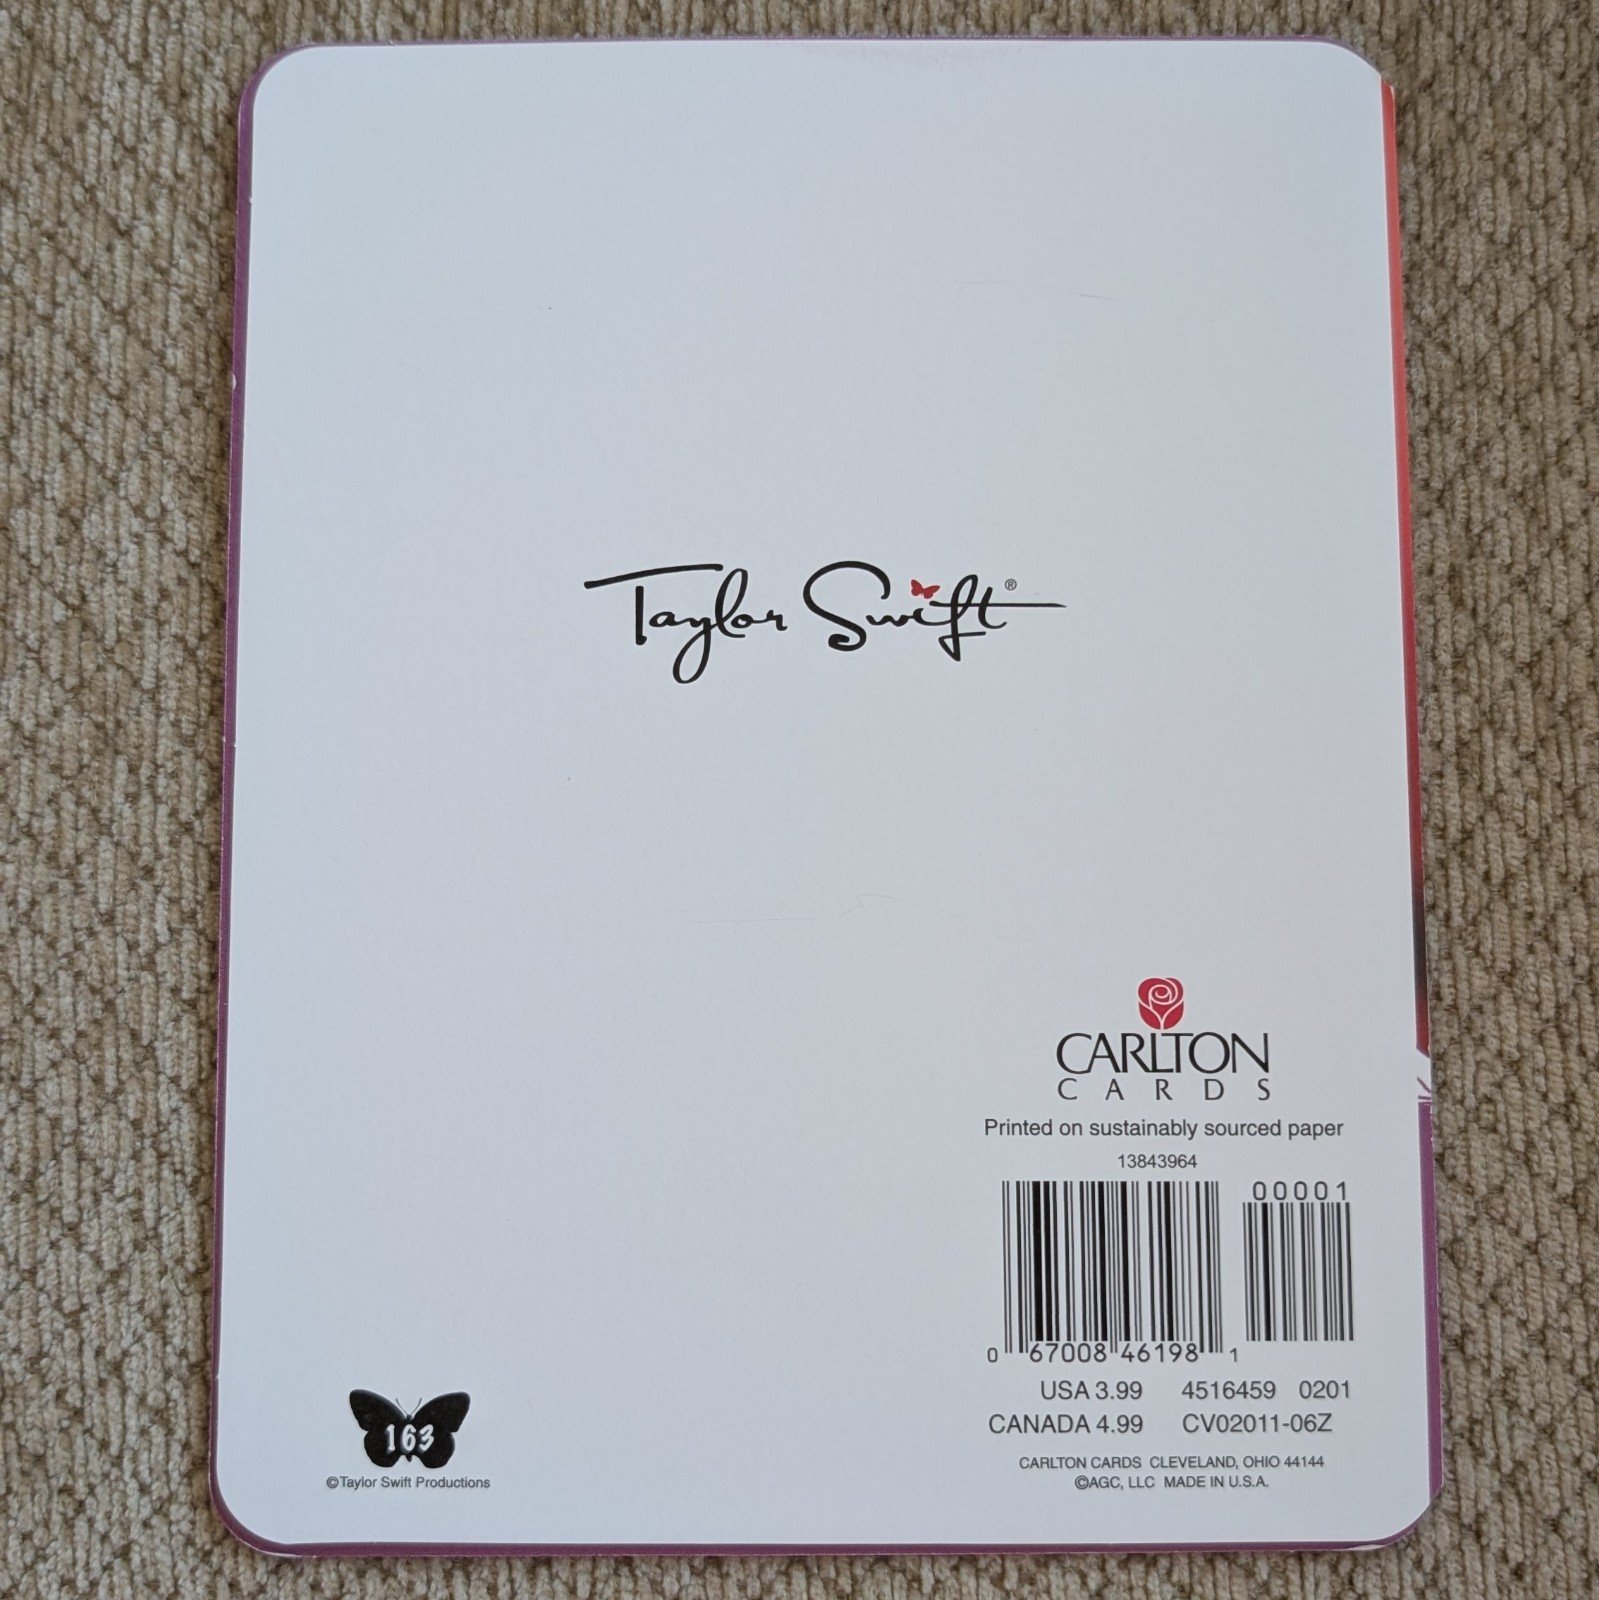 Taylor Swift®
CARLTON
CARDS
Printed on sustainably sourced paper
13843964
00001
0 67008 46198 1
USA 3.99 4516459 0201
CANADA 4.99 CV02011-06Z
CARLTON CARDS CLEVELAND, OHIO 44144
©AGC, LLC MADE IN U.S.A.
163
©Taylor Swift Productions